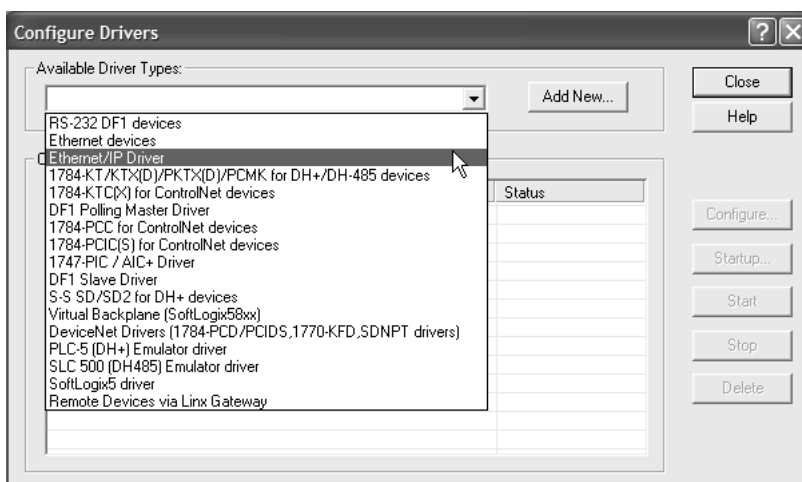 Configure Drivers
Available Driver Types:
Add New...
Close
Help
RS-232 DF1 devices
Ethernet devices
Ethernet/IP Driver
1784-KT/KTX(D)/PKTX(D)/PCMK for DH+/DH-485 devices
1784-KTC(X) for ControlNet devices
DF1 Polling Master Driver
1784-PCC for ControlNet devices
1784-PCIC(S) for ControlNet devices
1747-PIC / AIC+ Driver
DF1 Slave Driver
S-S SD/SD2 for DH+ devices
Virtual Backplane (SoftLogix58xx)
DeviceNet Drivers (1784-PCD/PCIDS,1770-KFD,SDNPT drivers)
PLC-5 (DH+) Emulator driver
SLC 500 (DH485) Emulator driver
SoftLogix5 driver
Remote Devices via Linx Gateway
Status
Configure...
Startup...
Start
Stop
Delete